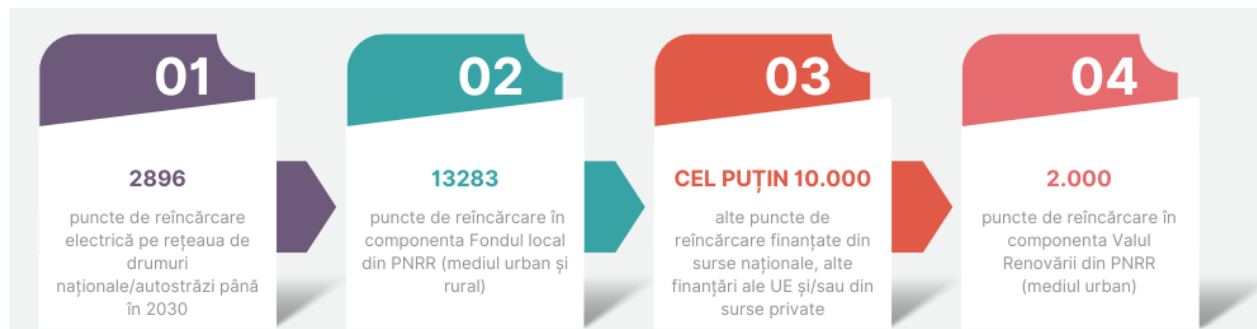 01
2896
puncte de reîncărcare
electrică pe rețeaua de
drumuri
naționale/autostrăzi până
în 2030
02
13283
puncte de reîncărcare în
componenta Fondul local
din PNRR (mediul urban și
rural)
03
CEL PUȚIN 10.000
alte puncte de
reîncărcare finanțate din
surse naționale, alte
finanțări ale UE și/sau din
surse private
04
2.000
puncte de reîncărcare în
componenta Valul
Renovării din PNRR
(mediul urban)